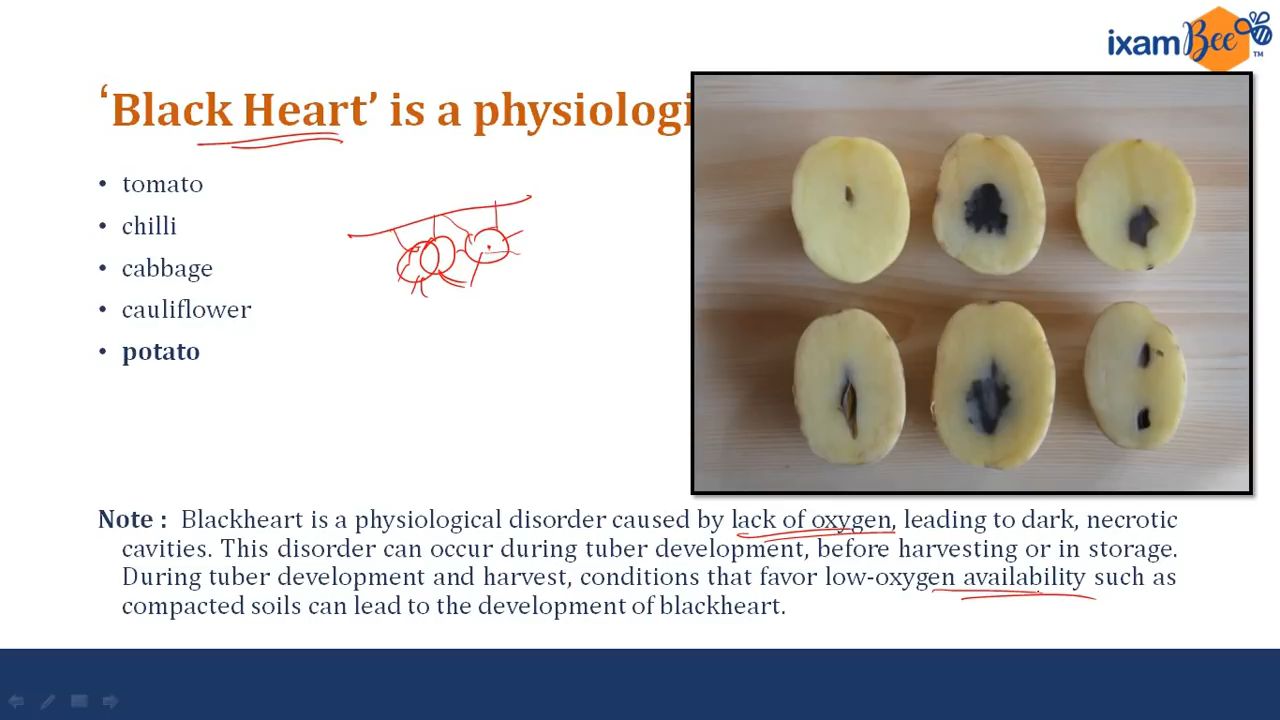 ixamBee
TM
‘Black Heart’ is a physiologi
• tomato
• chilli
• cabbage
• cauliflower
• potato
Note : Blackheart is a physiological disorder caused by lack of oxygen, leading to dark, necrotic
cavities. This disorder can occur during tuber development, before harvesting or in storage.
During tuber development and harvest, conditions that favor low-oxygen availability such as
compacted soils can lead to the development of blackheart.